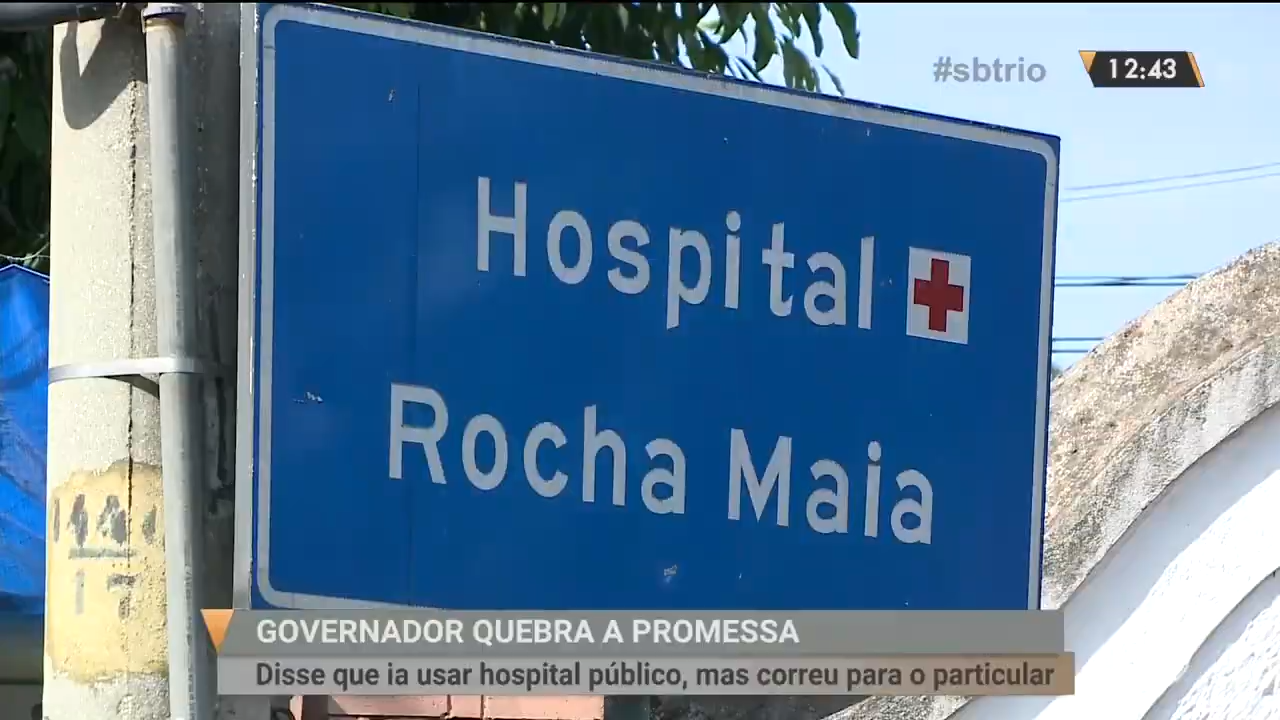 #sbtrio
12:43
Hospital
Rocha Maia
GOVERNADOR QUEBRA A PROMESSA
Disse que ia usar hospital público, mas correu para o particular